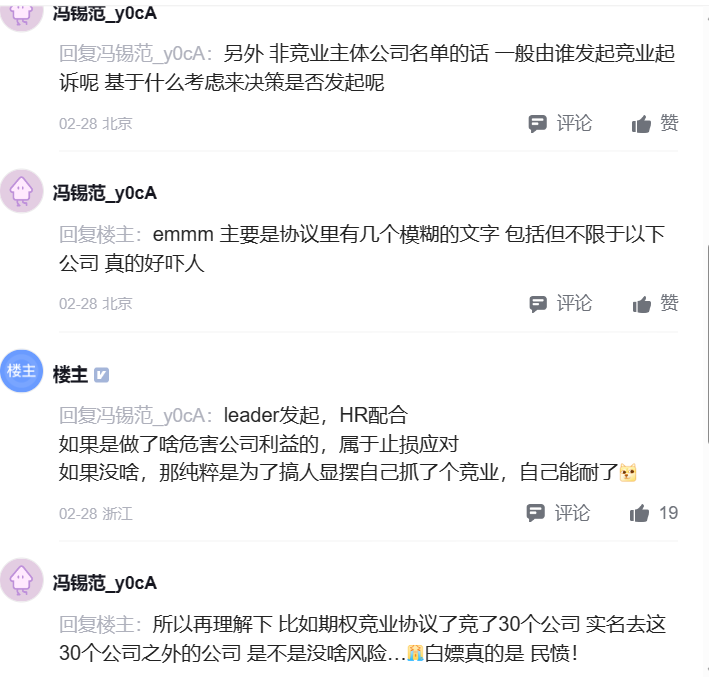 冯锡范_y0cA
回复冯锡范_y0cA：另外 非竞业主体公司名单的话 一般由谁发起竞业起
诉呢 基于什么考虑来决策是否发起呢
02-28 北京 评论 赞
冯锡范_y0cA
回复楼主：emmm 主要是协议里有几个模糊的文字 包括但不限于以下
公司 真的好吓人
02-28 北京 评论 赞
楼主 楼主
回复冯锡范_y0cA：leader发起，HR配合
如果是做了啥危害公司利益的，属于止损应对
如果没啥，那纯粹是为了搞人显摆自己抓了个竞业，自己能耐了
02-28 浙江 评论 19
冯锡范_y0cA
回复楼主：所以再理解下 比如期权竞业协议了竞了30个公司 实名去这
30个公司之外的公司 是不是没啥风险...白嫖真的是 民愤！